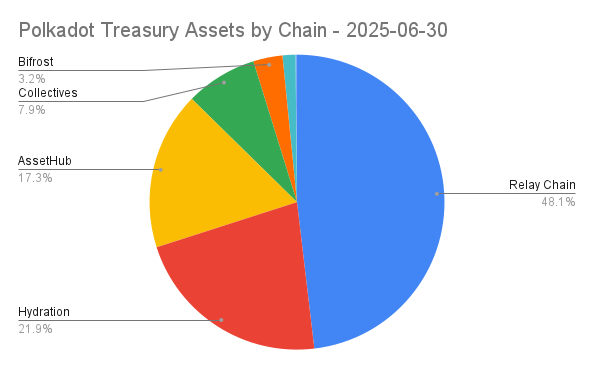 Polkadot Treasury Assets by Chain - 2025-06-30
Bifrost
3.2%
Collectives
7.9%
AssetHub
17.3%
Hydration
21.9%
Relay Chain
48.1%